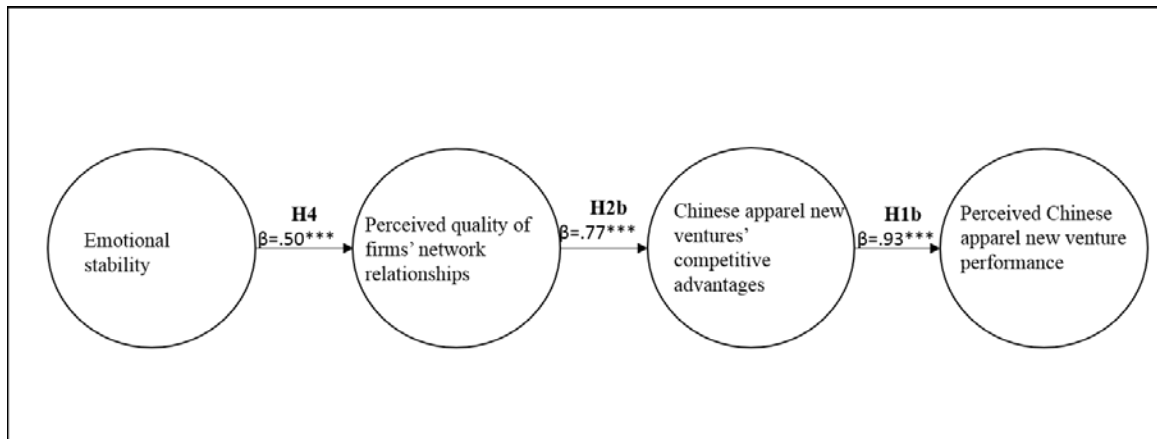 Emotional
stability
H4
β=.50***
Perceived quality of
firms' network
relationships
H2b
β=.77***
Chinese apparel new
ventures'
competitive
advantages
H1b
β=.93***
Perceived Chinese
apparel new venture
performance